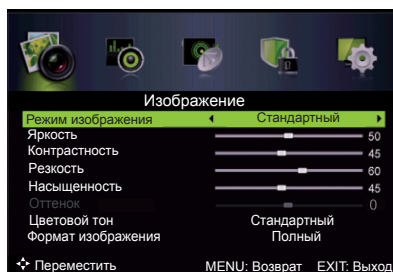 Изображение
Режим изображения Стандартный
Яркость 50
Контрастность 45
Резкость 60
Насыщенность 45
Оттенок 0
Цветовой тон Стандартный
Формат изображения Полный
Переместить MENU: Возврат EXIT: Выход